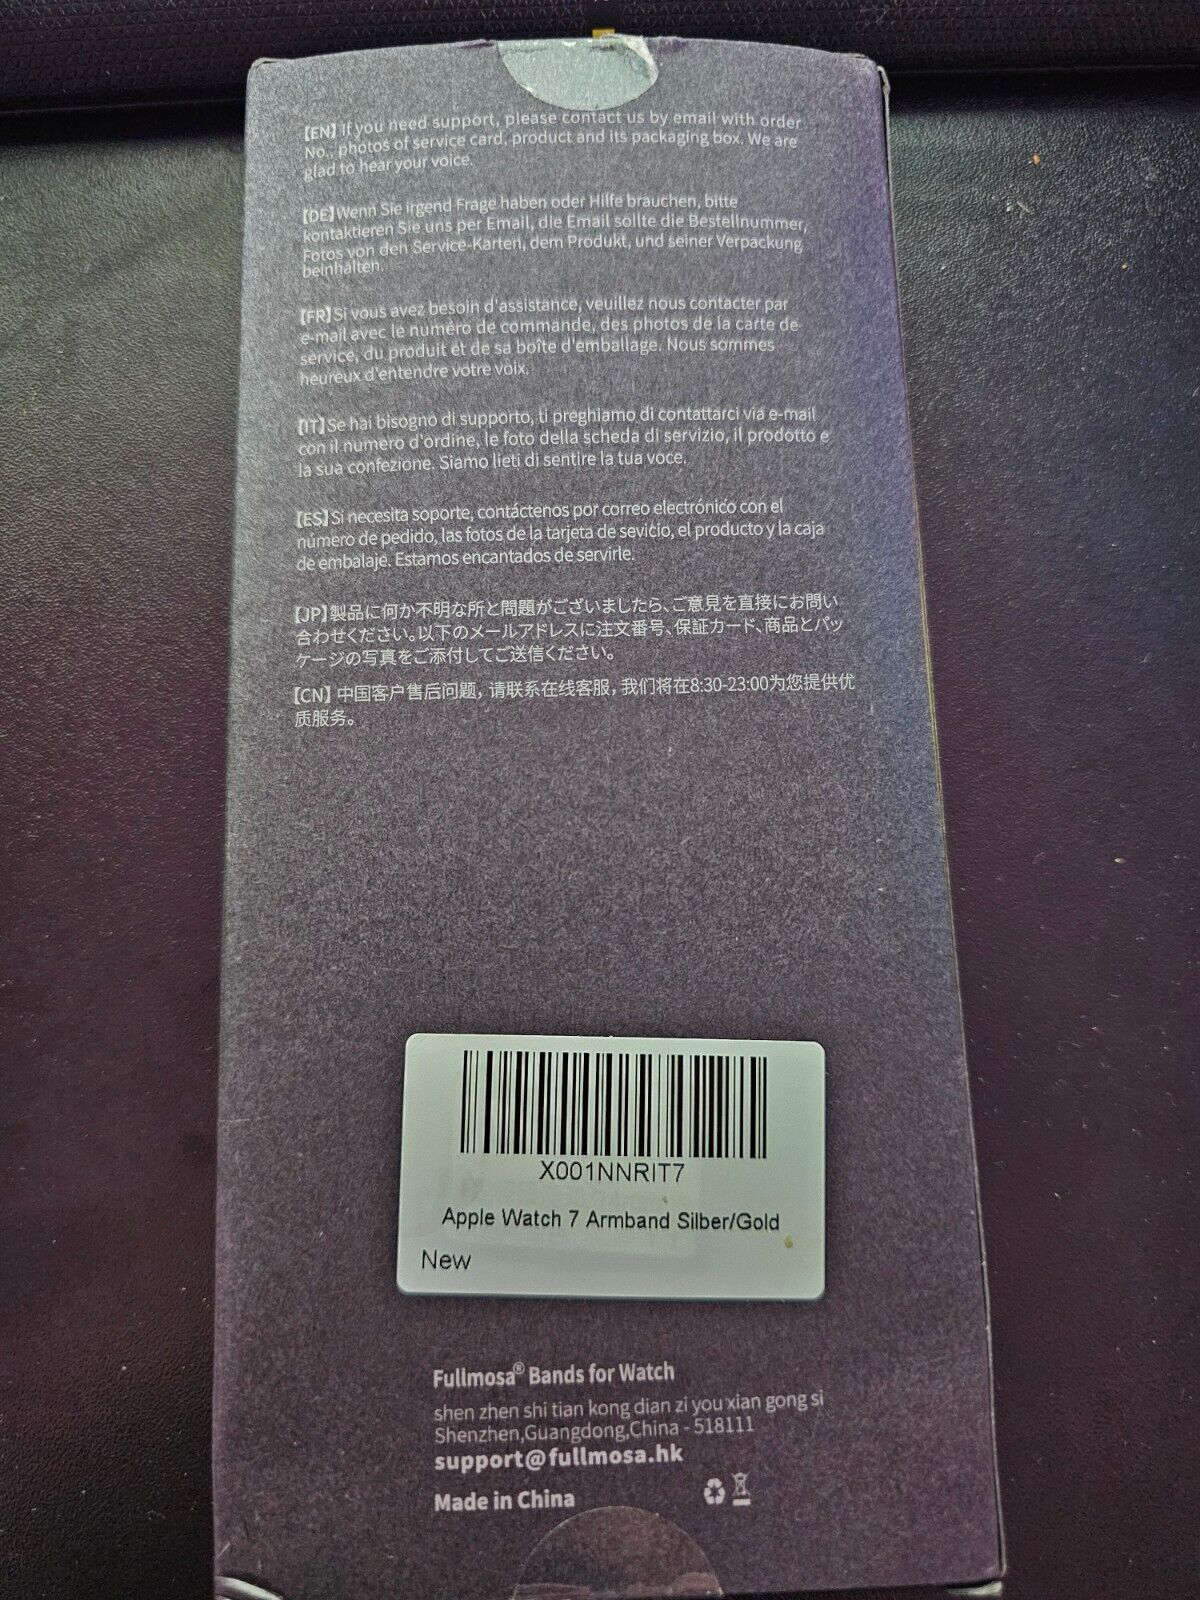 【EN】If you need support, please contact us by email with order
No., photos of service card, product and its packaging box. We are
glad to hear your voice.
【DE】Wenn Sie irgend Frage haben oder Hilfe brauchen, bitte
kontaktieren Sie uns per Email, die Email sollte die Bestellnummer,
Fotos von den Service-Karten, dem Produkt, und seiner Verpackung
beinhalten.
【FR】Si vous avez besoin d'assistance, veuillez nous contacter par
e-mail avec le numéro de commande, des photos de la carte de
service, du produit et de sa boîte d'emballage. Nous sommes
heureux d'entendre votre voix.
【IT】Se hai bisogno di supporto, ti preghiamo di contattarci via e-mail
con il numero d'ordine, le foto della scheda di servizio, il prodotto e
la sua confezione. Siamo lieti di sentire la tua voce.
【ES】Si necesita soporte, contáctenos por correo electrónico con el
número de pedido, las fotos de la tarjeta de sevicio, el producto y la caja
de embalaje. Estamos encantados de servirle.
【JP】製品に何か不明な所と問題がございましたら、ご意見を直接にお問い
合わせください。以下のメールアドレスに注文番号、保証カード、商品とパッ
ケージの写真をご添付してご送信ください。
【CN】中国客户售后问题，请联系在线客服，我们将在8:30-23:00为您提供优
质服务。
X001NNRIT7
Apple Watch 7 Armband Silber/Gold
New
Fullmosa® Bands for Watch
shen zhen shi tian kong dian zi you xian gong si
Shenzhen,Guangdong,China - 518111
support@fullmosa.hk
Made in China